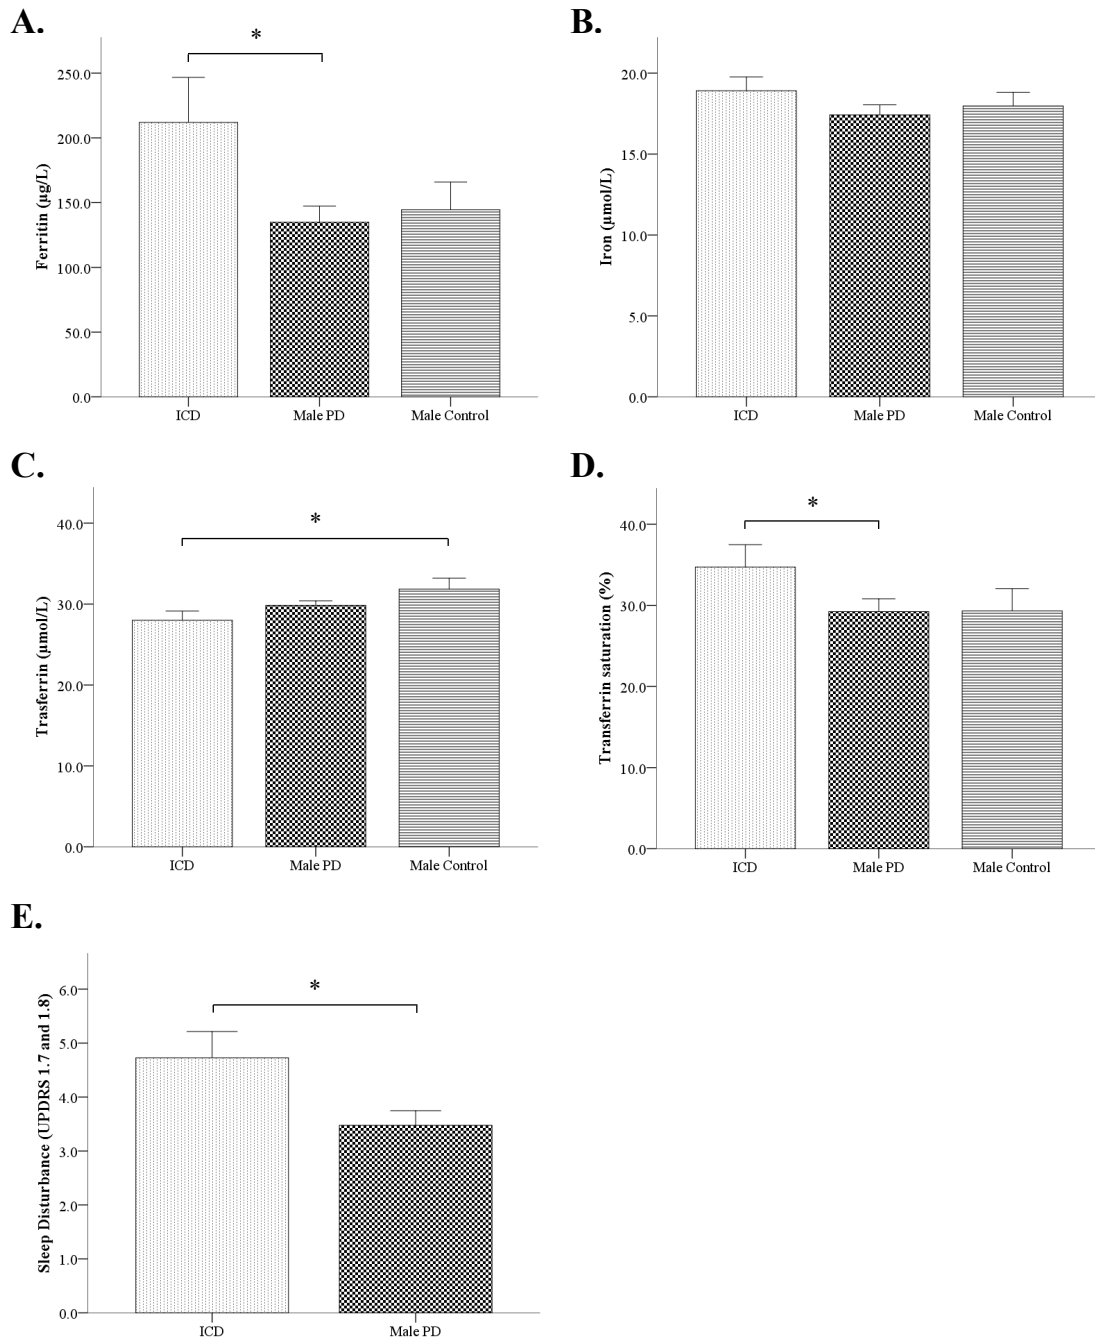 A.
*
Ferritin (µg/L)
250.0
200.0
150.0
100.0
50.0
0.0
ICD
Male PD
Male Control
B.
Iron (µmol/L)
20.0
15.0
10.0
5.0
0.0
ICD
Male PD
Male Control
C.
*
Trasferrin (µmol/L)
40.0
30.0
20.0
10.0
0.0
ICD
Male PD
Male Control
D.
*
Transferrin saturation (%)
40.0
30.0
20.0
10.0
0.0
ICD
Male PD
Male Control
E.
*
Sleep Disturbance (UPDRS 1.7 and 1.8)
6.0
5.0
4.0
3.0
2.0
1.0
0.0
ICD
Male PD